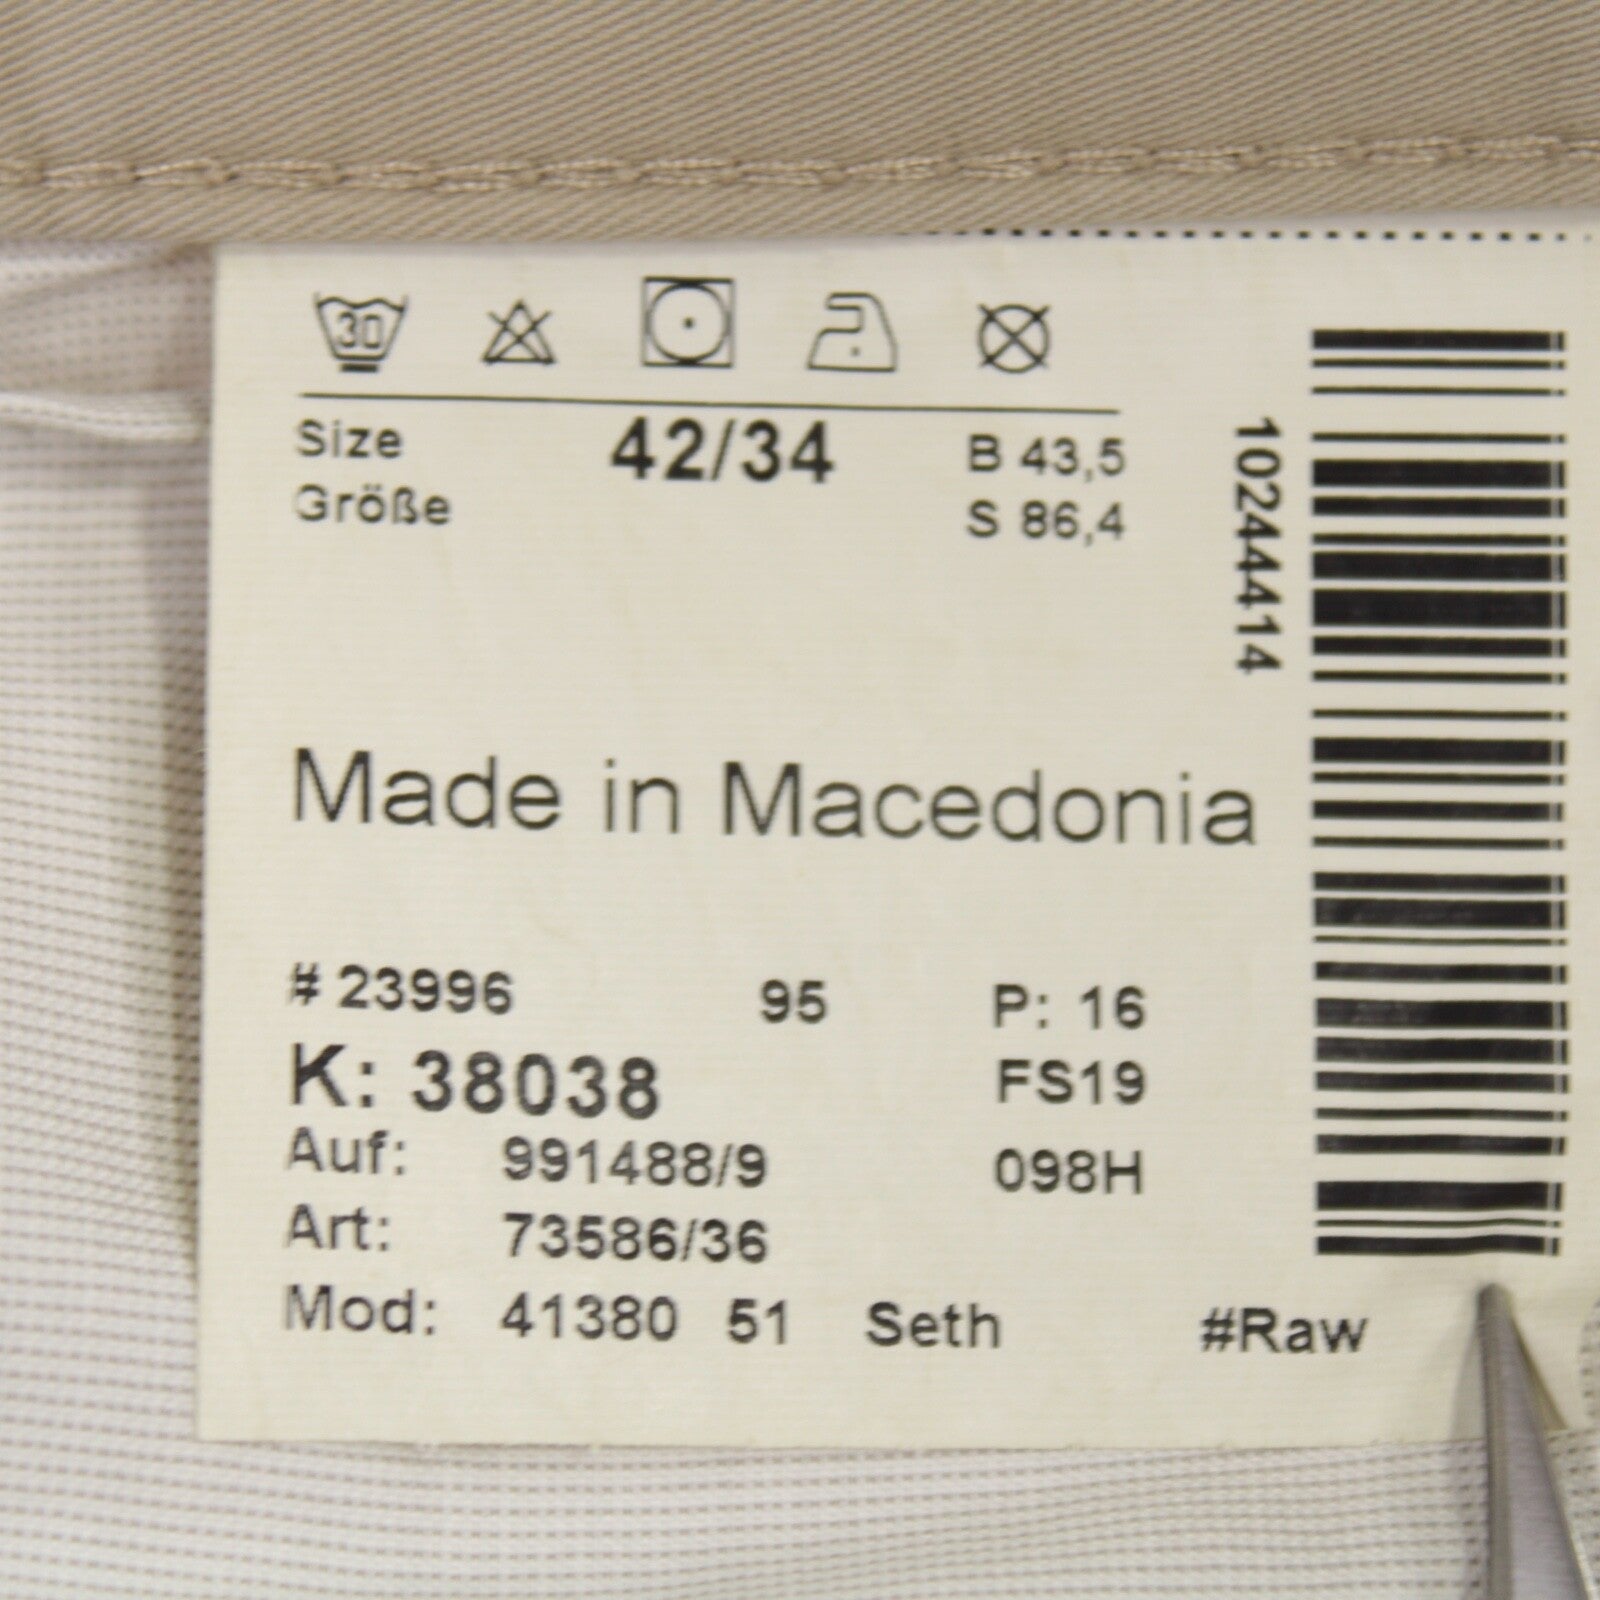 30
Size 42/34 B 43,5
Größe S 86,4
10244414
Made in Macedonia
# 23996 95 P: 16
K: 38038 FS19
Auf: 991488/9 098H
Art: 73586/36
Mod: 41380 51 Seth #Raw